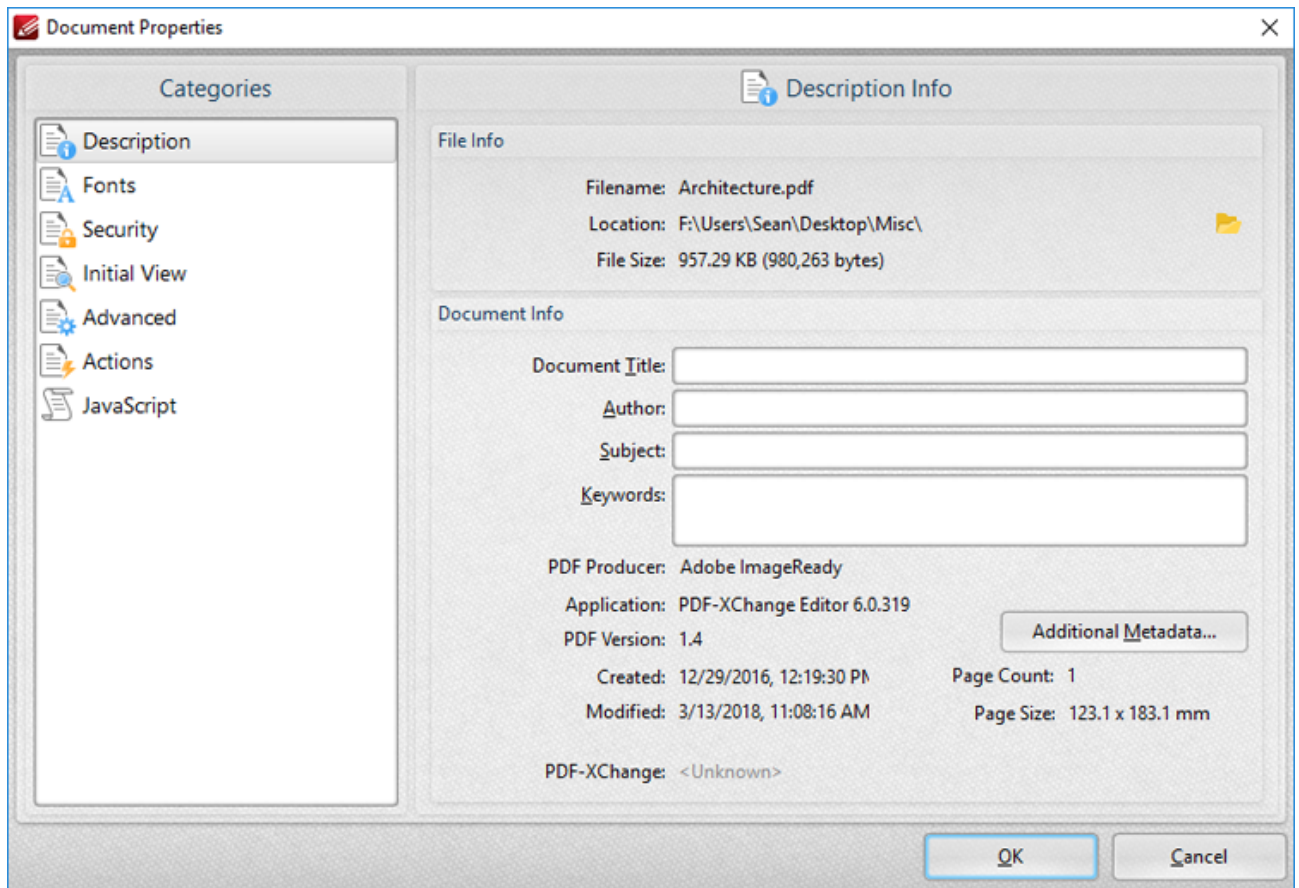 Document Properties
Categories
Description
Fonts
Security
Initial View
Advanced
Actions
JavaScript
Description Info
File Info
Filename: Architecture.pdf
Location: F:\Users\Sean\Desktop\Misc\
File Size: 957.29 KB (980,263 bytes)
Document Info
Document Title:
Author:
Subject:
Keywords:
PDF Producer: Adobe ImageReady
Application: PDF-XChange Editor 6.0.319
PDF Version: 1.4
Additional Metadata...
Created: 12/29/2016, 12:19:30 PM
Page Count: 1
Modified: 3/13/2018, 11:08:16 AM
Page Size: 123.1 x 183.1 mm
PDF-XChange: <Unknown>
OK
Cancel